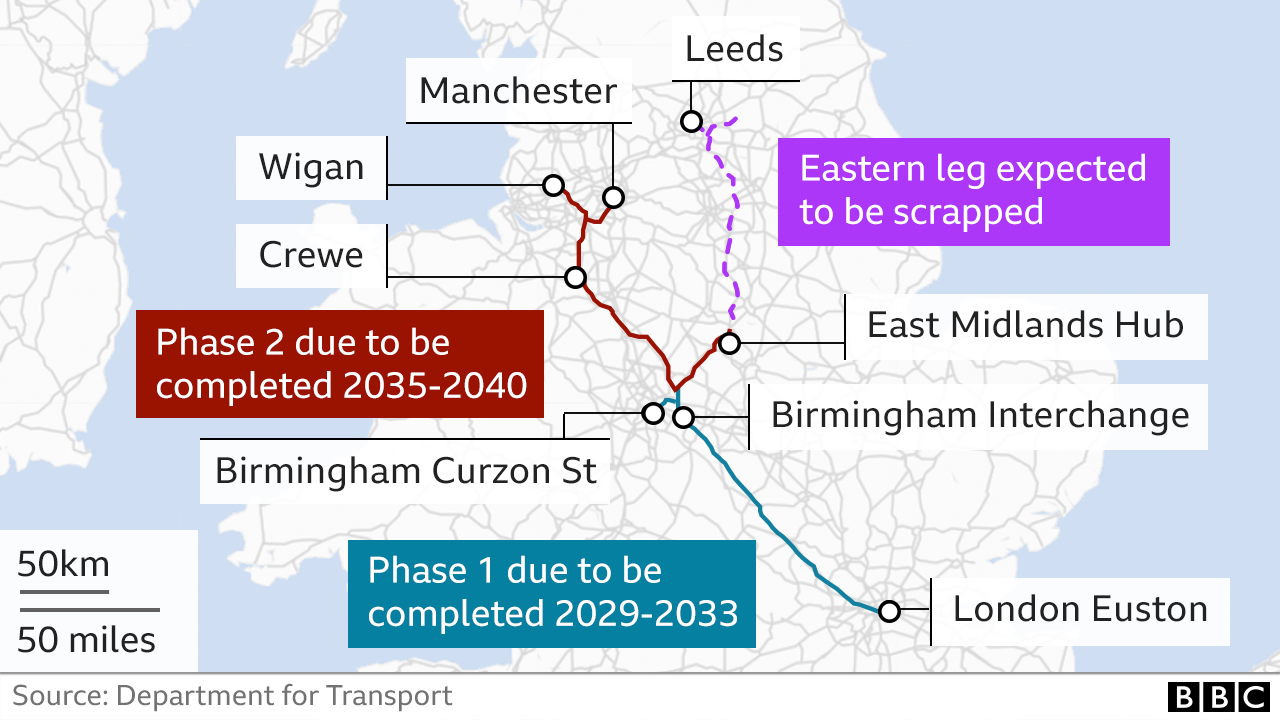 Leeds
Manchester
Wigan
Eastern leg expected
to be scrapped
Crewe
East Midlands Hub
Phase 2 due to be
completed 2035-2040
Birmingham Interchange
Birmingham Curzon St
50km
50 miles
Phase 1 due to be
completed 2029-2033
London Euston
Source: Department for Transport
BBC